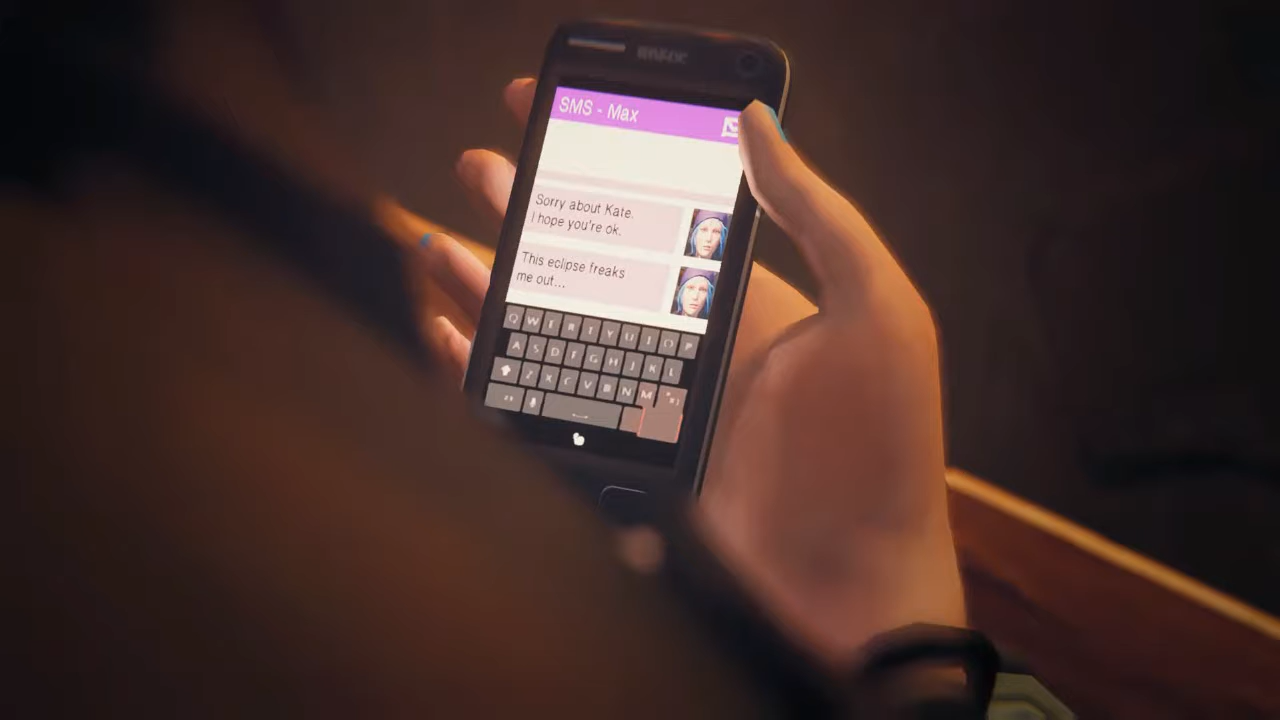 SMS - Max
Sorry about Kate.
I hope you're ok.
This eclipse freaks
me out...
Q W E R T Y U I O P
A S D F G H J K L
Z X C V B N M